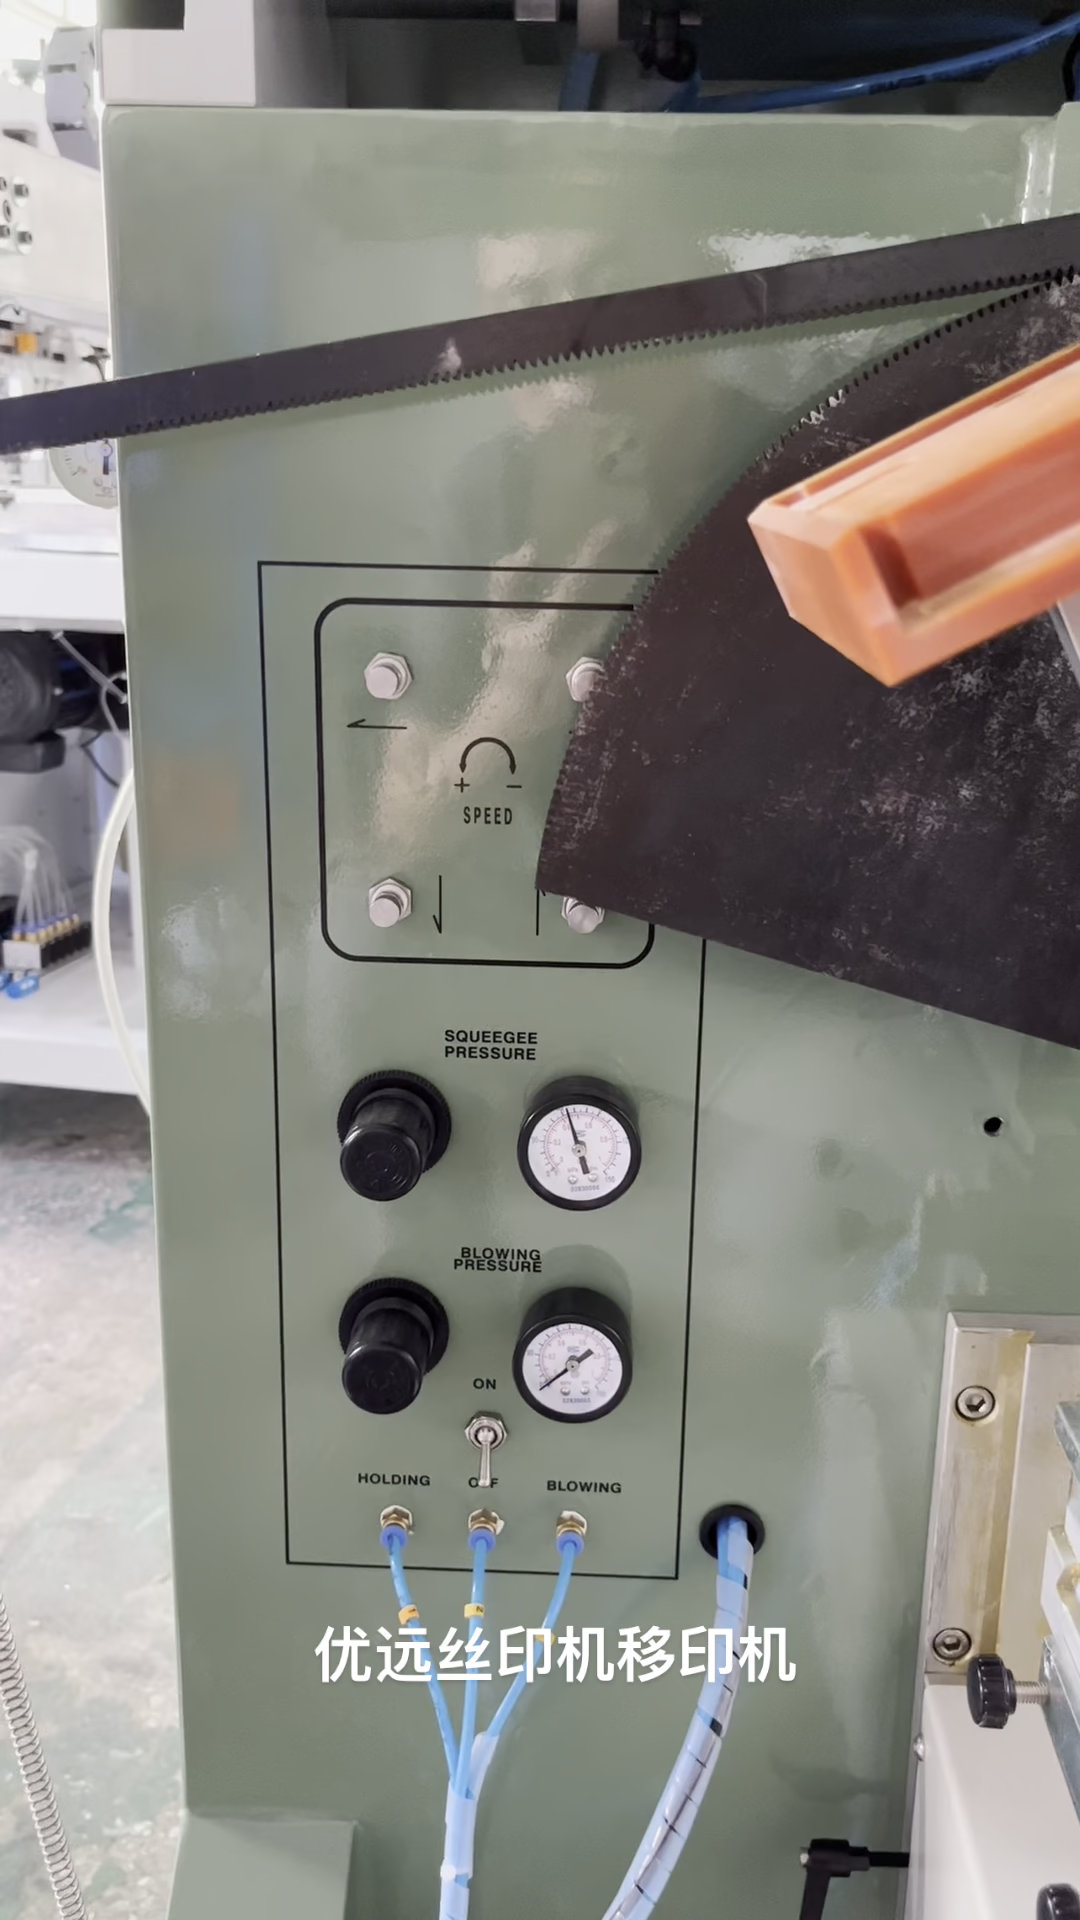 + −
SPEED
SQUEEGEE
PRESSURE
BLOWING
PRESSURE
ON
HOLDING
BLOWING
优远丝印机移印机